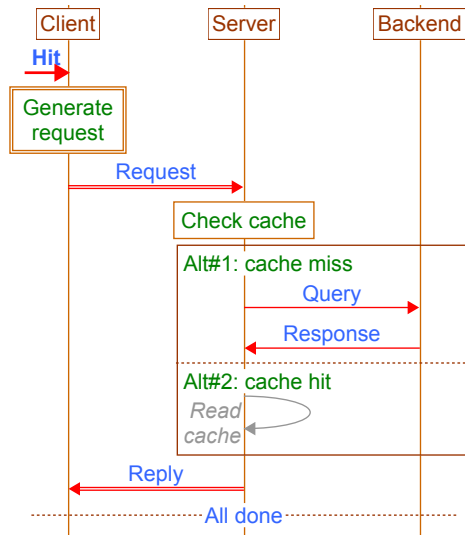 Client Server Backend
Hit
Generate
request
Request
Check cache
Alt#1: cache miss
Query
Response
Alt#2: cache hit
Read
cache
Reply
All done